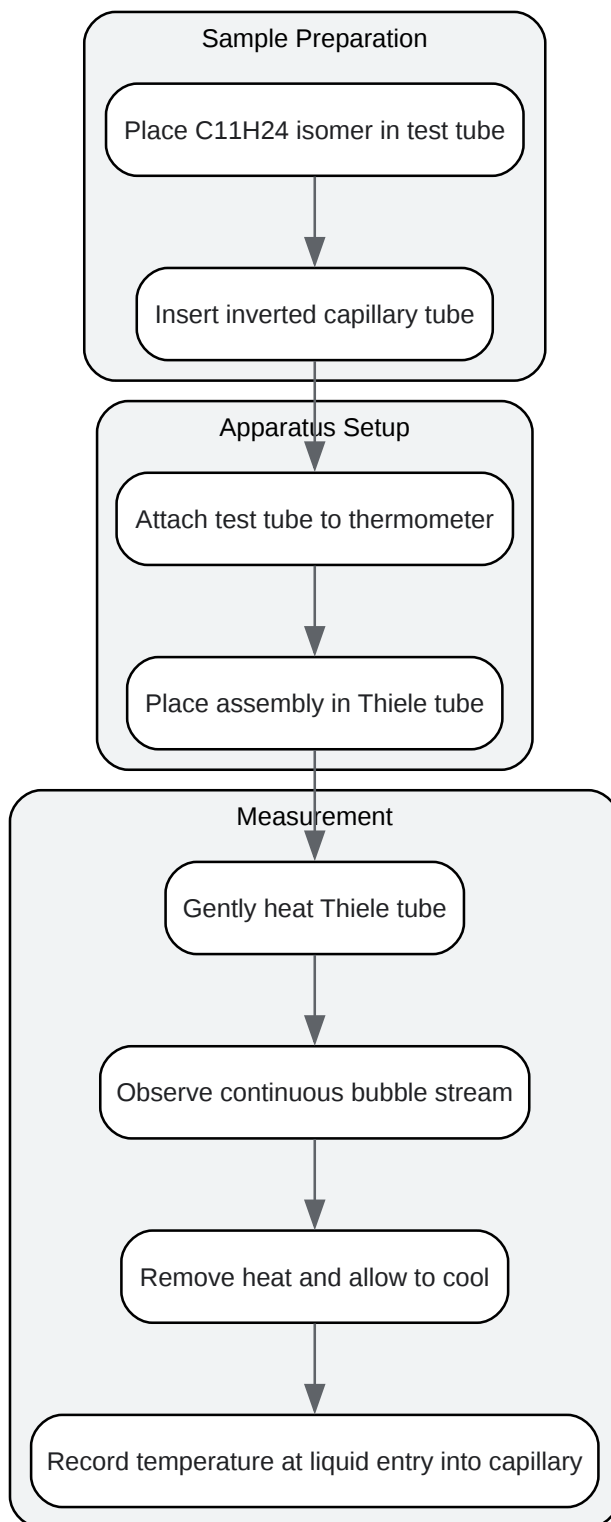 Sample Preparation
Place C11H24 isomer in test tube
Insert inverted capillary tube
Apparatus Setup
Attach test tube to thermometer
Place assembly in Thiele tube
Measurement
Gently heat Thiele tube
Observe continuous bubble stream
Remove heat and allow to cool
Record temperature at liquid entry into capillary